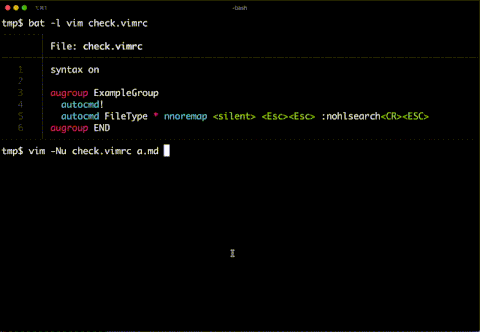 -bash
tmp$ bat -l vim check.vimrc
File: check.vimrc
1 syntax on
2
3 augroup ExampleGroup
4 autocmd!
5 autocmd FileType * nnoremap <silent> <Esc><Esc> :nohlsearch<CR><ESC>
6 augroup END
tmp$ vim -Nu check.vimrc a.md